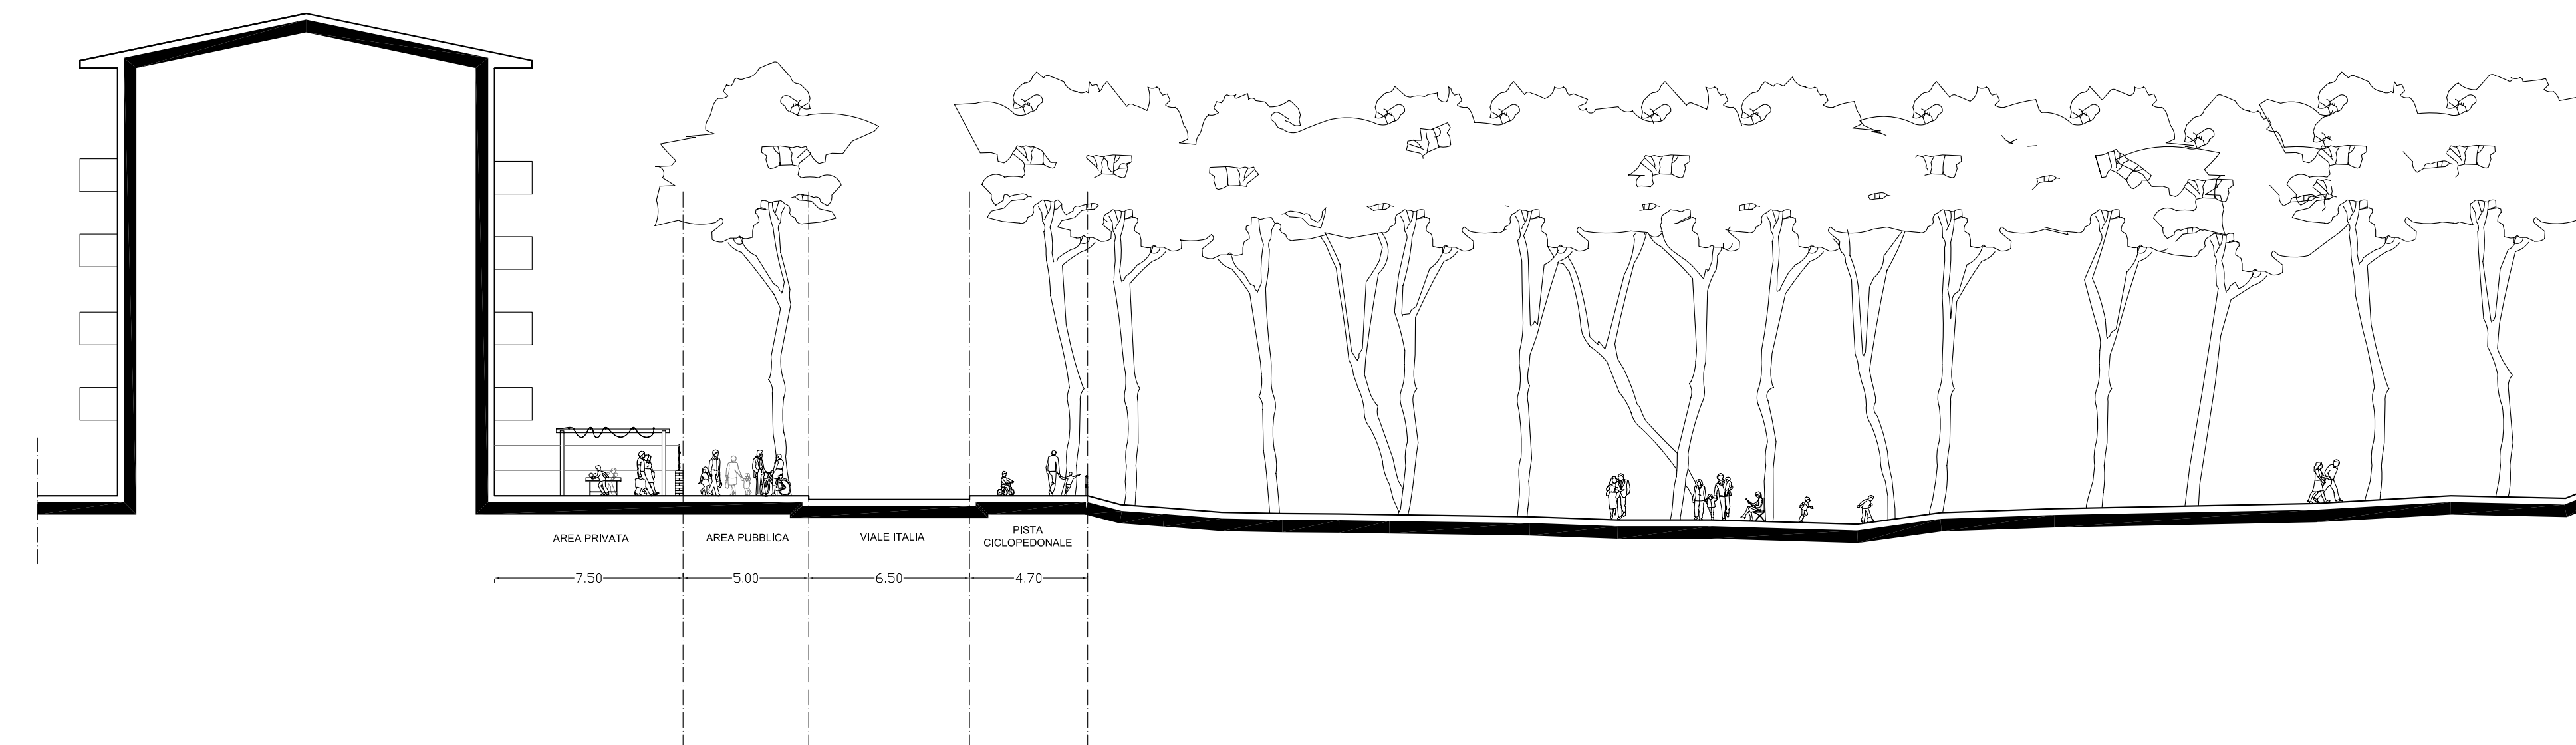 AREA PRIVATA
AREA PUBBLICA
VIALE ITALIA
PISTA
CICLOPEDONALE
7.50
5.00
6.50
4.70